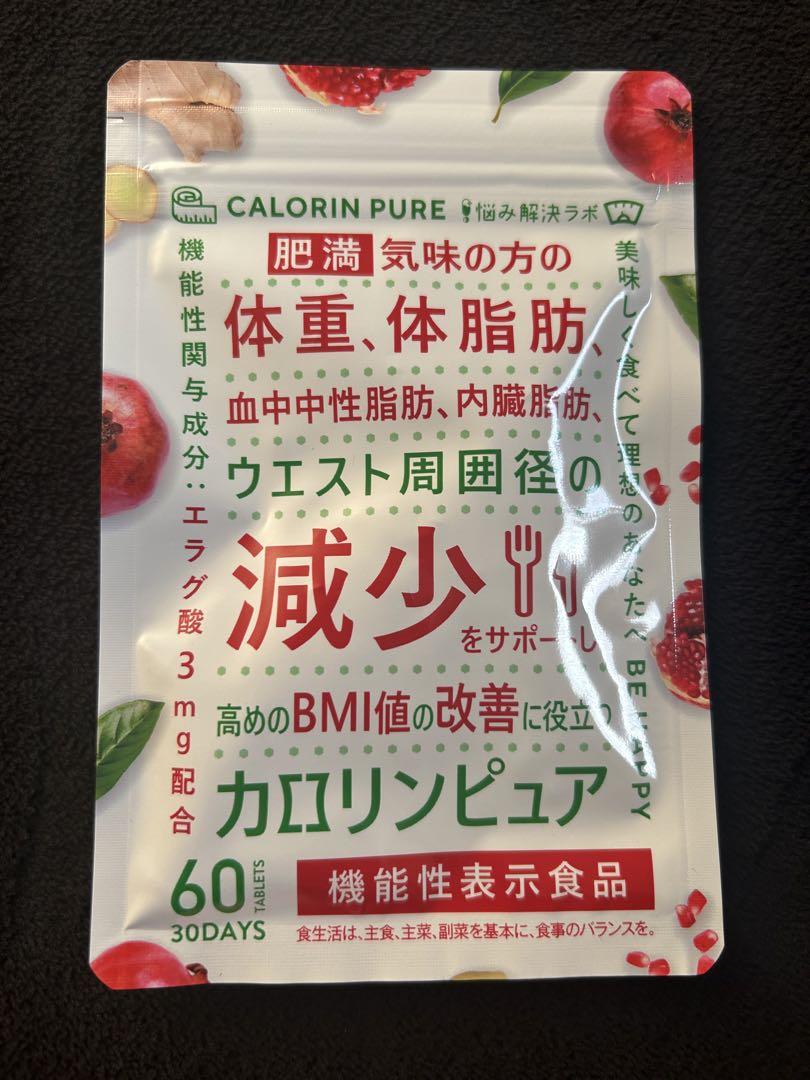 CALORIN PURE 悩み解決ラボ
肥満気味の方の
体重、体脂肪、
血中中性脂肪、内臓脂肪、
ウエスト周囲径の
減少
をサポートし
高めのBMI値の改善に役立つ
カロリンピュア
機能性関与成分:エラグ酸3mg配合
美味しく食べて理想のあなたへ BE HAPPY
60 TABLETS
30DAYS
機能性表示食品
食生活は、主食、主菜、副菜を基本に、食事のバランスを。